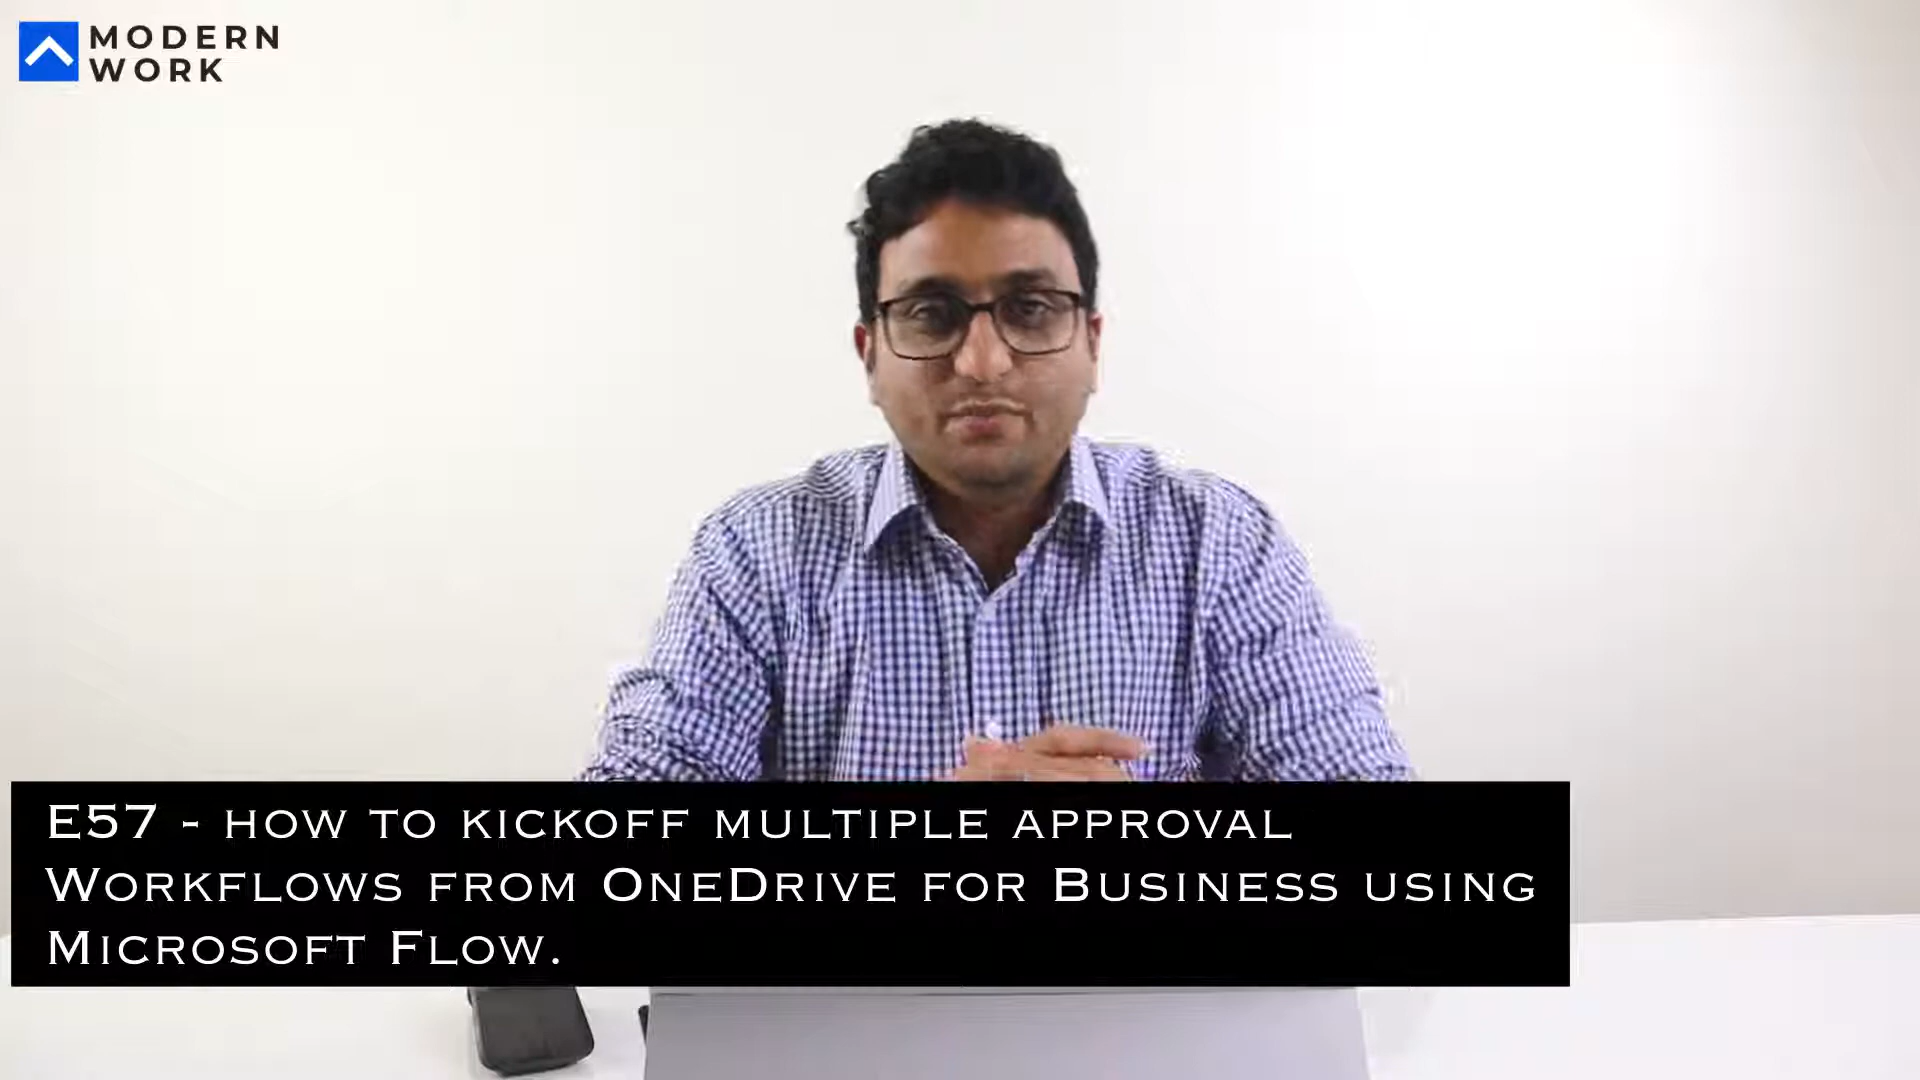 MODERN
WORK
E57 - HOW TO KICKOFF MULTIPLE APPROVAL
WORKFLOWS FROM ONEDRIVE FOR BUSINESS USING
MICROSOFT FLOW.